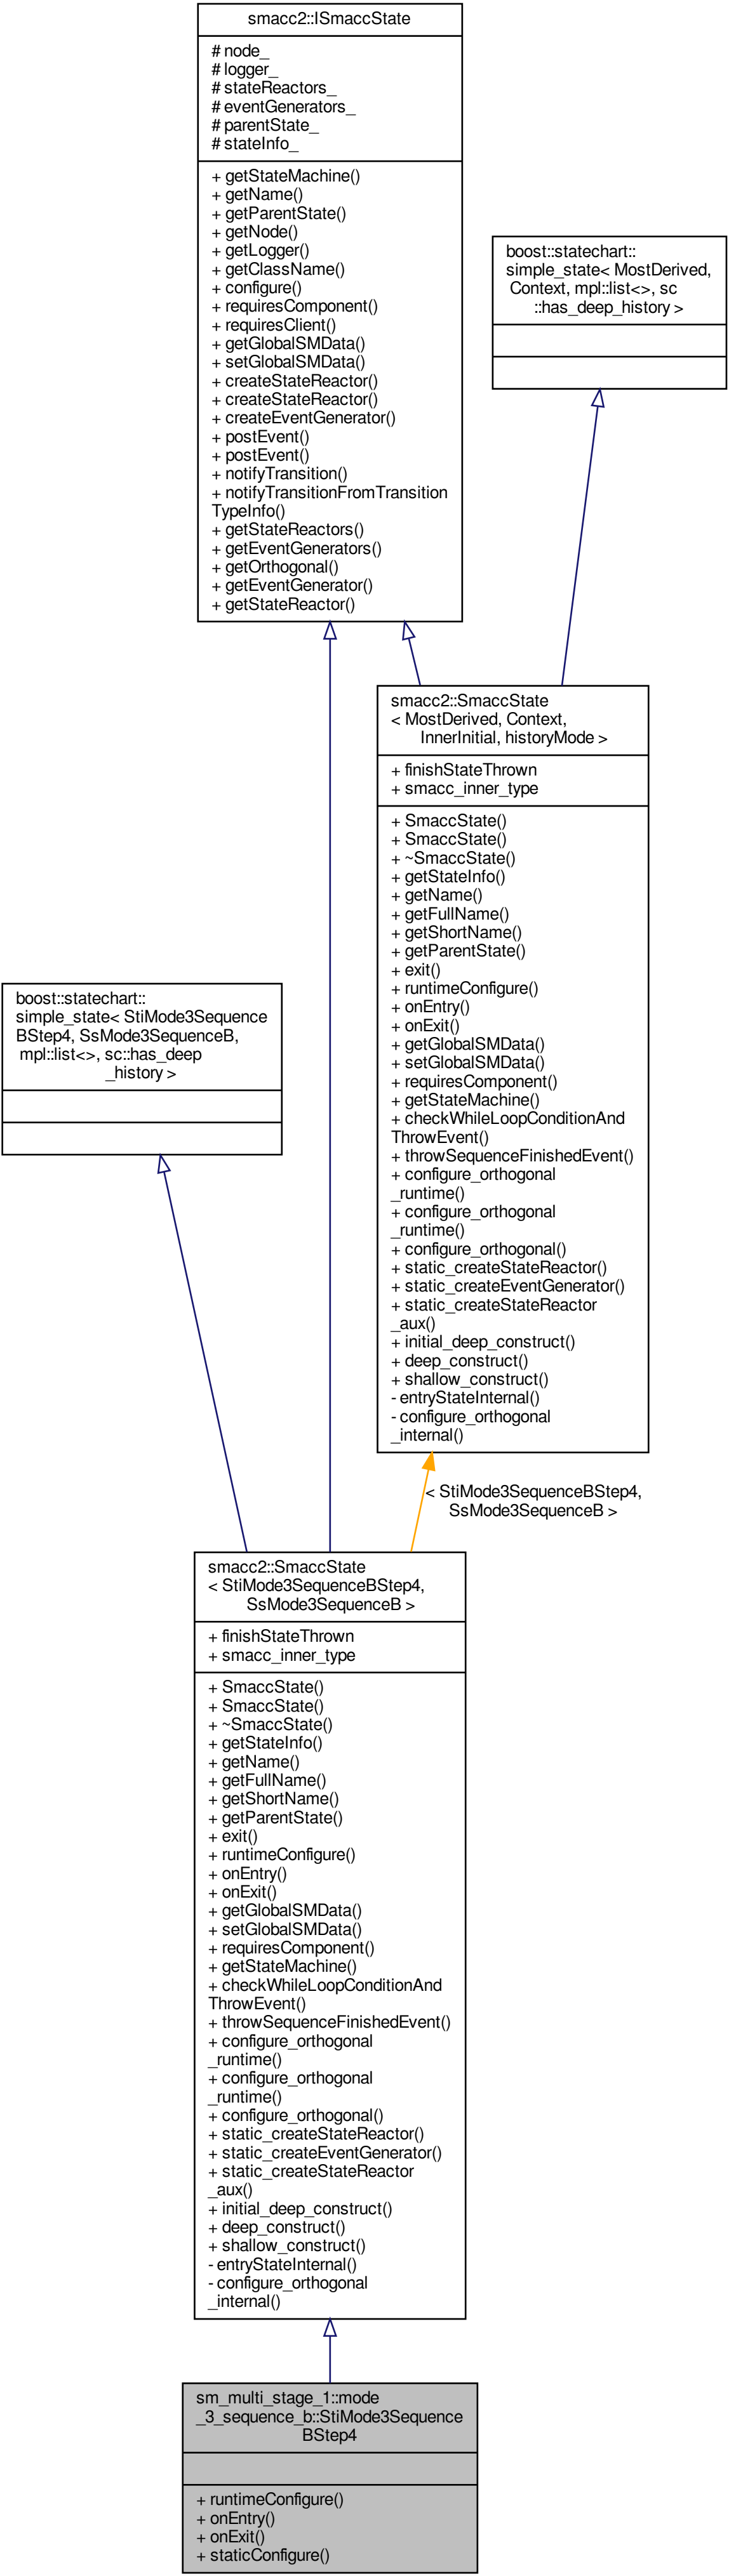 smacc2::ISmaccState
# node_
# logger_
# stateReactors_
# eventGenerators_
# parentState_
# stateInfo_
+ getStateMachine()
+ getName()
+ getParentState()
+ getNode()
+ getLogger()
+ getClassName()
+ configure()
+ requiresComponent()
+ requiresClient()
+ getGlobalSMData()
+ setGlobalSMData()
+ createStateReactor()
+ createStateReactor()
+ createEventGenerator()
+ postEvent()
+ postEvent()
+ notifyTransition()
+ notifyTransitionFromTransition
TypeInfo()
+ getStateReactors()
+ getEventGenerators()
+ getOrthogonal()
+ getEventGenerator()
+ getStateReactor()
boost::statechart::
simple_state< MostDerived,
Context, mpl::list<>, sc
::has_deep_history >
smacc2::SmaccState
< MostDerived, Context,
InnerInitial, historyMode >
+ finishStateThrown
+ smacc_inner_type
+ SmaccState()
+ SmaccState()
+ ~SmaccState()
+ getStateInfo()
+ getName()
+ getFullName()
+ getShortName()
+ getParentState()
+ exit()
+ runtimeConfigure()
+ onEntry()
+ onExit()
+ getGlobalSMData()
+ setGlobalSMData()
+ requiresComponent()
+ getStateMachine()
+ checkWhileLoopConditionAnd
ThrowEvent()
+ throwSequenceFinishedEvent()
+ configure_orthogonal
_runtime()
+ configure_orthogonal
_runtime()
+ configure_orthogonal()
+ static_createStateReactor()
+ static_createEventGenerator()
+ static_createStateReactor
_aux()
+ initial_deep_construct()
+ deep_construct()
+ shallow_construct()
- entryStateInternal()
- configure_orthogonal
_internal()
boost::statechart::
simple_state< StiMode3Sequence
BStep4, SsMode3SequenceB,
mpl::list<>, sc::has_deep
_history >
< StiMode3SequenceBStep4,
SsMode3SequenceB >
smacc2::SmaccState
< StiMode3SequenceBStep4,
SsMode3SequenceB >
+ finishStateThrown
+ smacc_inner_type
+ SmaccState()
+ SmaccState()
+ ~SmaccState()
+ getStateInfo()
+ getName()
+ getFullName()
+ getShortName()
+ getParentState()
+ exit()
+ runtimeConfigure()
+ onEntry()
+ onExit()
+ getGlobalSMData()
+ setGlobalSMData()
+ requiresComponent()
+ getStateMachine()
+ checkWhileLoopConditionAnd
ThrowEvent()
+ throwSequenceFinishedEvent()
+ configure_orthogonal
_runtime()
+ configure_orthogonal
_runtime()
+ configure_orthogonal()
+ static_createStateReactor()
+ static_createEventGenerator()
+ static_createStateReactor
_aux()
+ initial_deep_construct()
+ deep_construct()
+ shallow_construct()
- entryStateInternal()
- configure_orthogonal
_internal()
sm_multi_stage_1::mode
_3_sequence_b::StiMode3Sequence
BStep4
+ runtimeConfigure()
+ onEntry()
+ onExit()
+ staticConfigure()